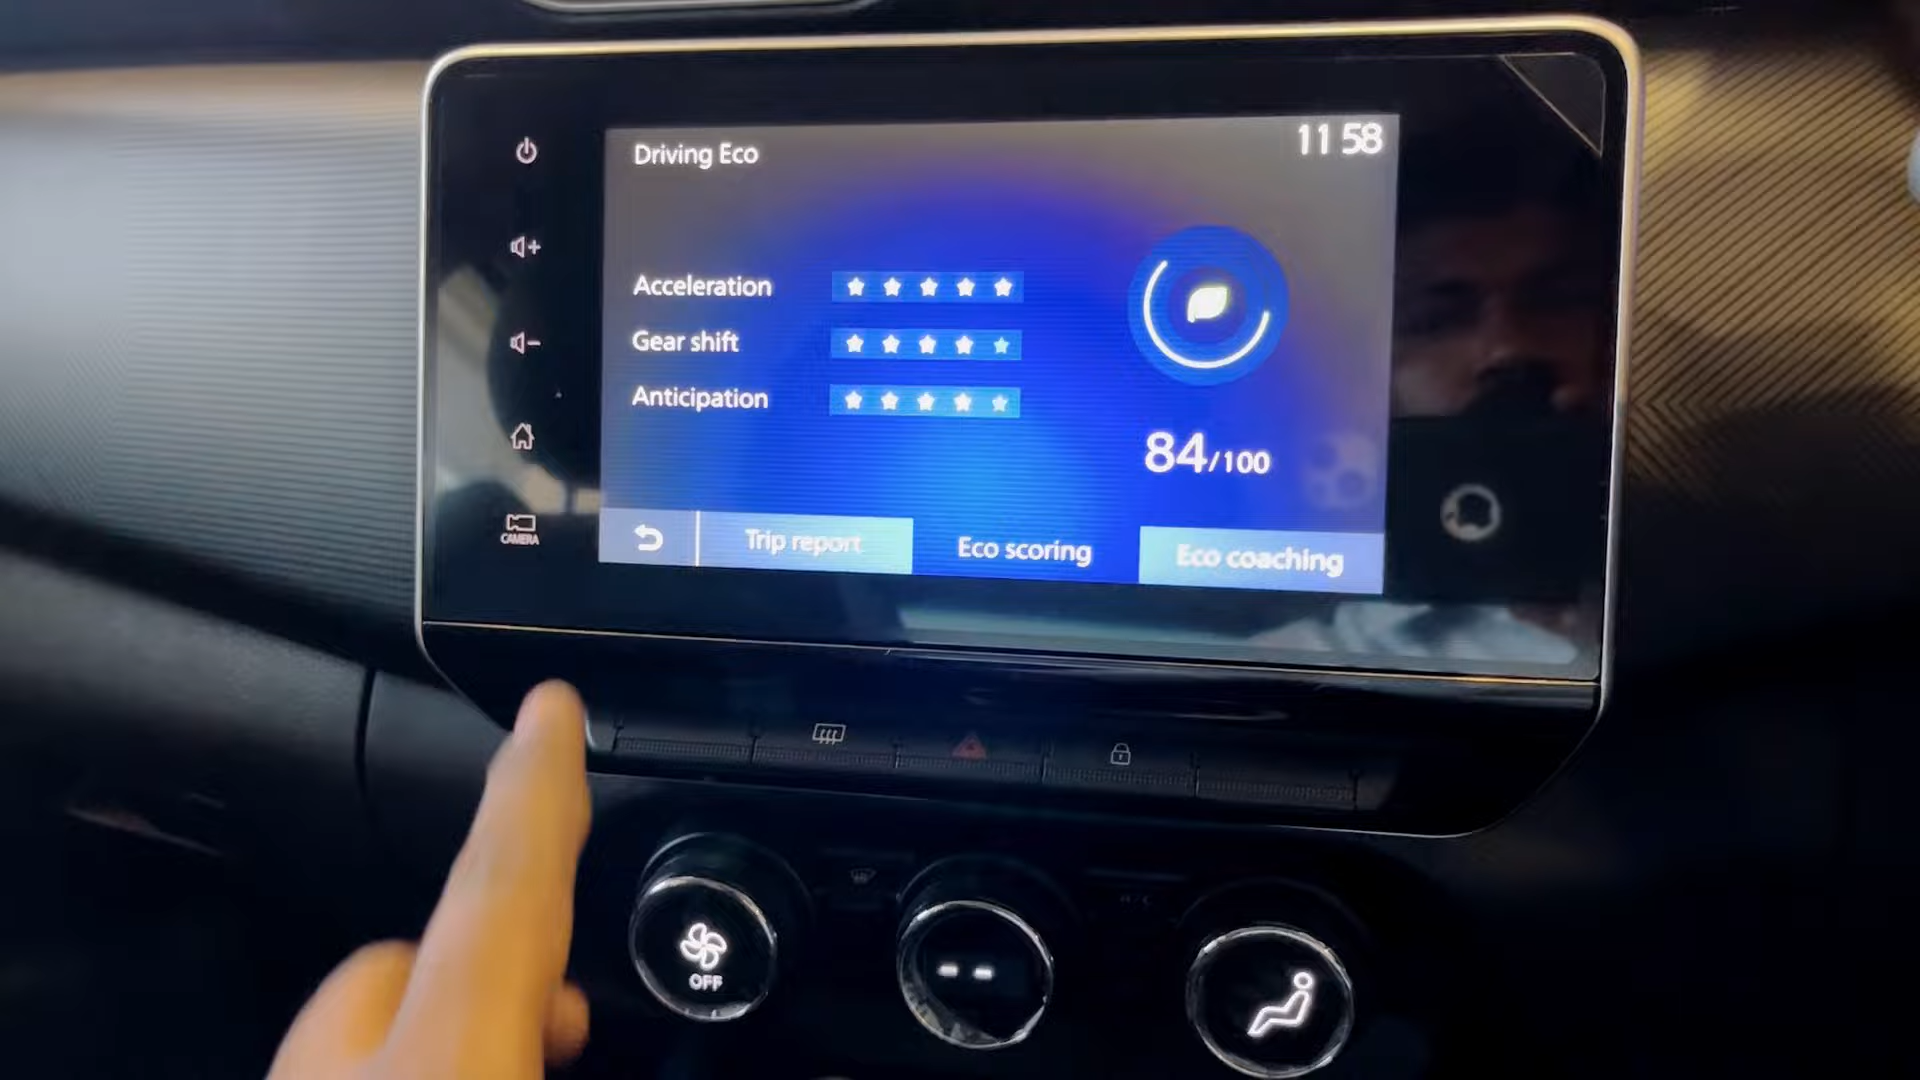 Driving Eco
11 58
Acceleration
Gear shift
Anticipation
84/100
Trip report
Eco scoring
Eco coaching
CAMERA
OFF